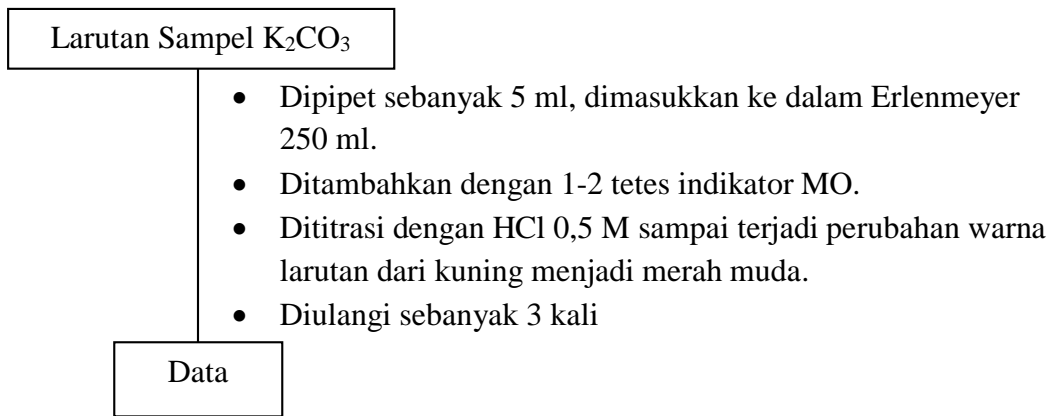 Larutan Sampel K₂CO₃
• Dipipet sebanyak 5 ml, dimasukkan ke dalam Erlenmeyer
250 ml.
• Ditambahkan dengan 1-2 tetes indikator MO.
• Dititrasi dengan HCl 0,5 M sampai terjadi perubahan warna
larutan dari kuning menjadi merah muda.
• Diulangi sebanyak 3 kali
Data